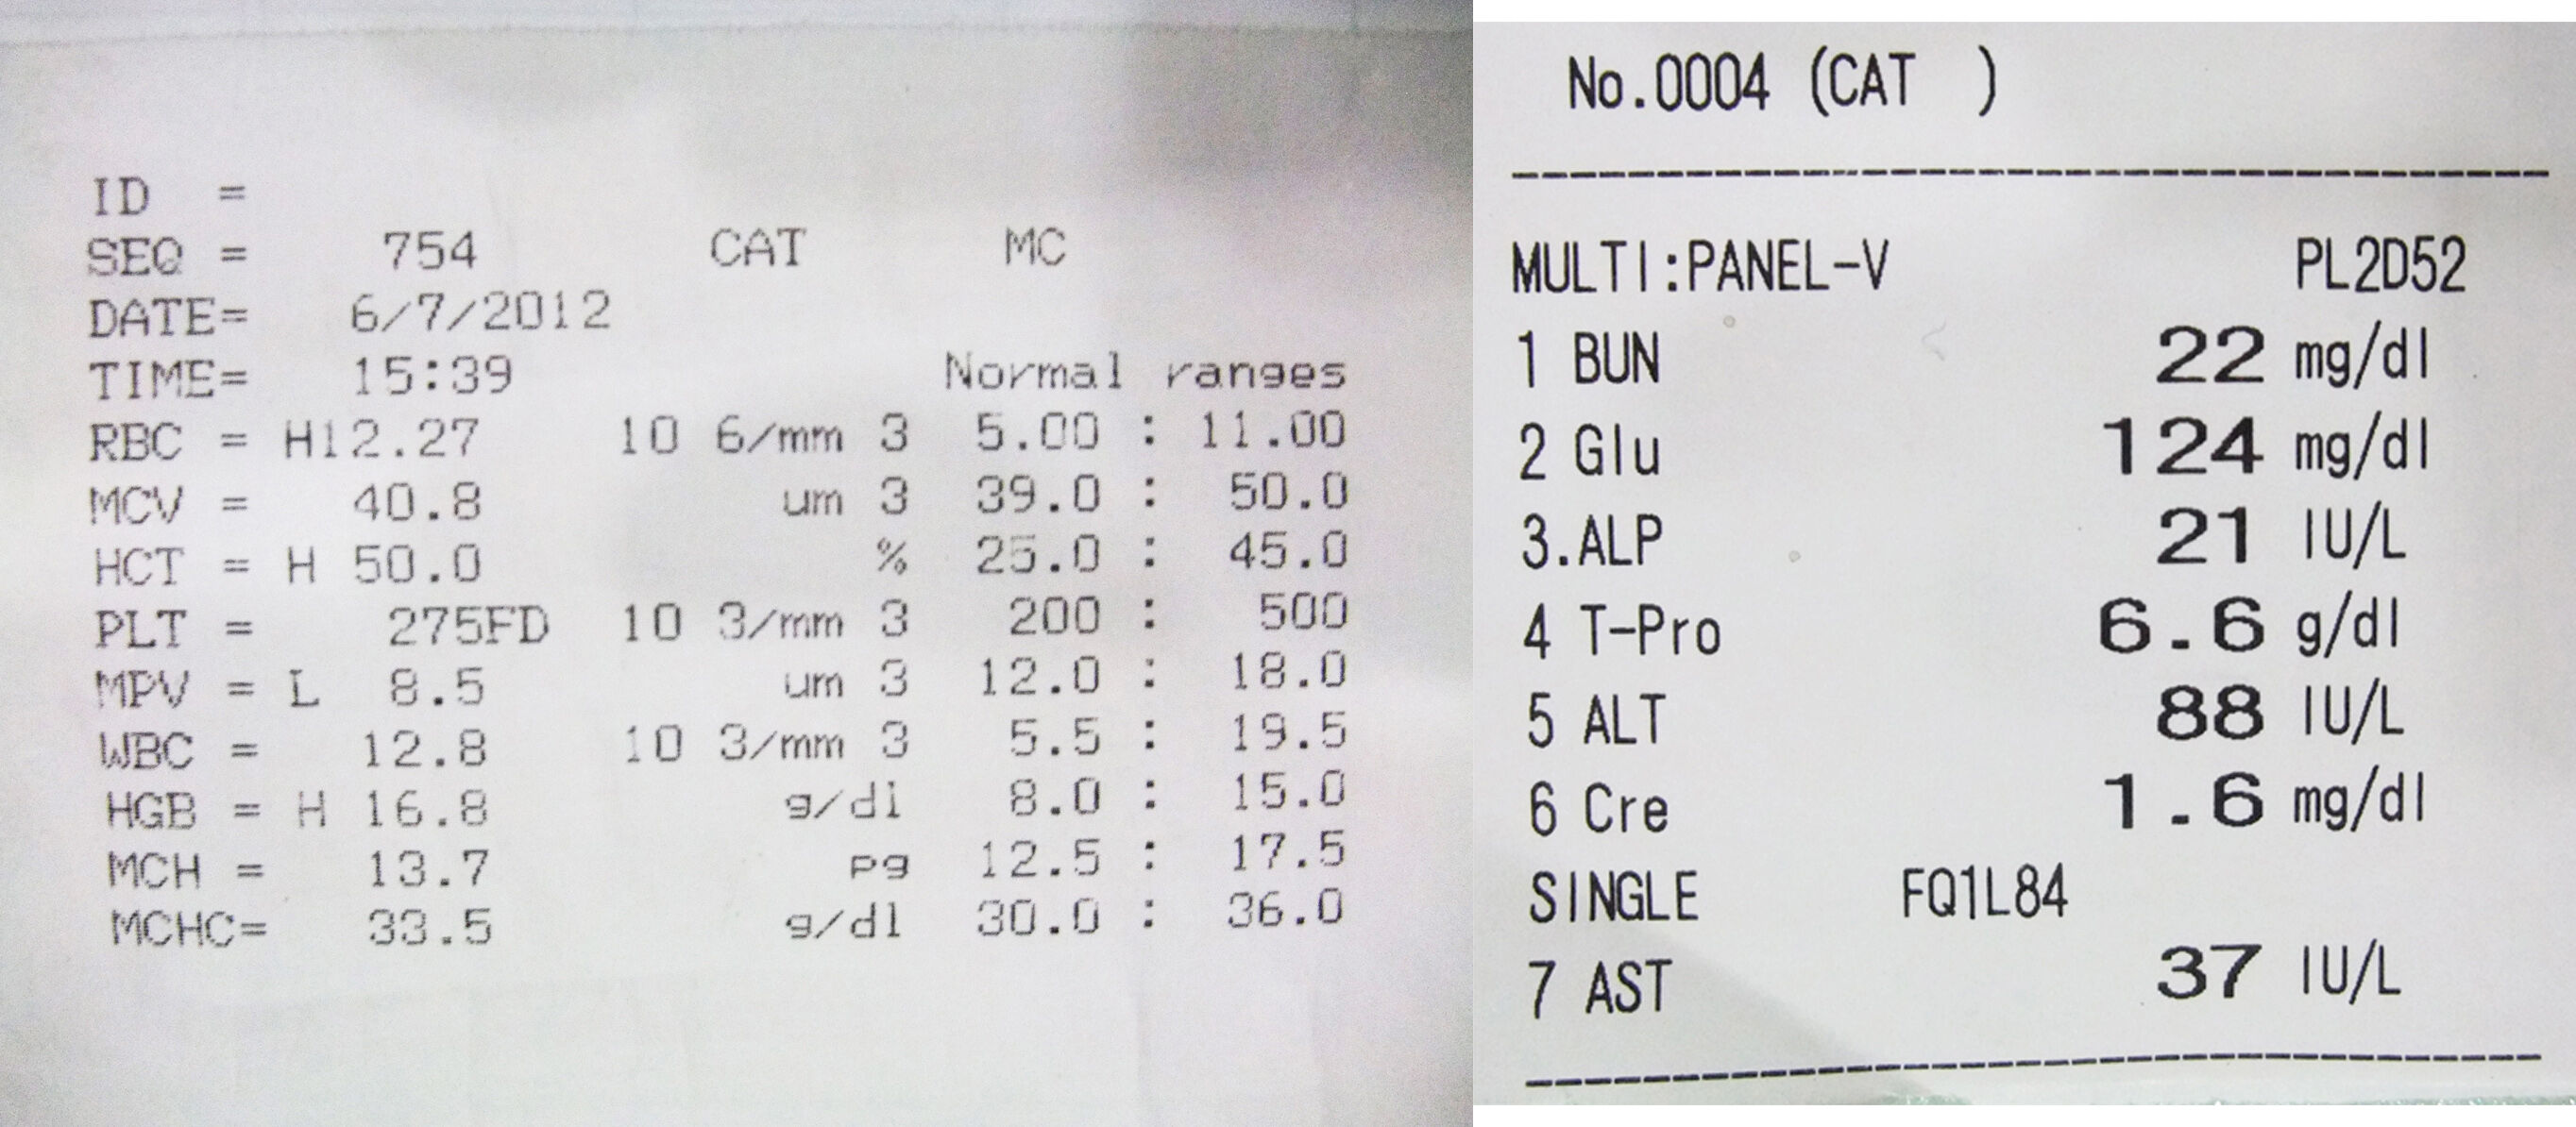 ID =
SEQ = 754 CAT MC
DATE= 6/7/2012
TIME= 15:39 Normal ranges
RBC = H12.27 10 6/mm 3 5.00 : 11.00
MCV = 40.8 um 3 39.0 : 50.0
HCT = H 50.0 % 25.0 : 45.0
PLT = 275FD 10 3/mm 3 200 : 500
MPV = L 8.5 um 3 12.0 : 18.0
WBC = 12.8 10 3/mm 3 5.5 : 19.5
HGB = H 16.8 g/dl 8.0 : 15.0
MCH = 13.7 pg 12.5 : 17.5
MCHC= 33.5 g/dl 30.0 : 36.0
No.0004 (CAT )
MULTI:PANEL-V PL2D52
1 BUN 22 mg/dl
2 Glu 124 mg/dl
3.ALP 21 IU/L
4 T-Pro 6.6 g/dl
5 ALT 88 IU/L
6 Cre 1.6 mg/dl
SINGLE FQ1L84
7 AST 37 IU/L